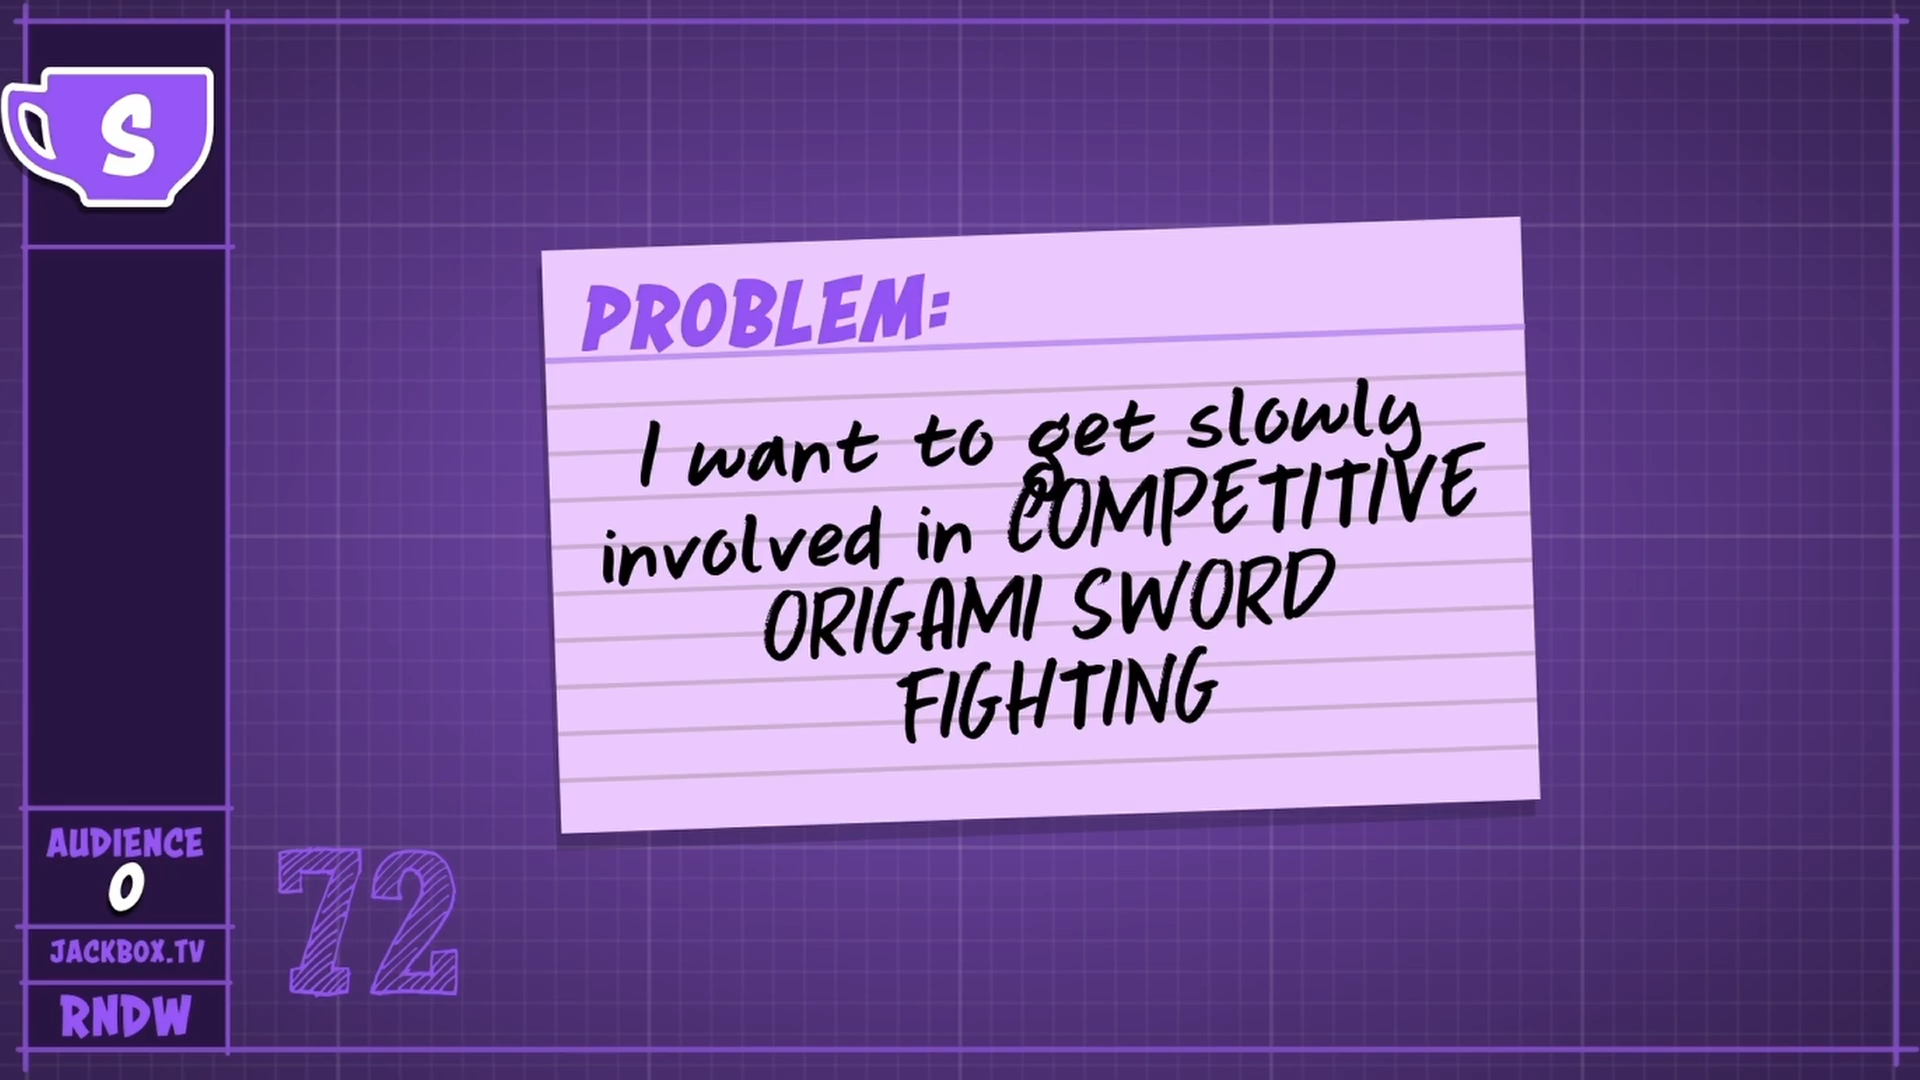 S
PROBLEM:
I want to get slowly
involved in COMPETITIVE
ORIGAMI SWORD
FIGHTING
AUDIENCE
0
JACKBOX.TV
RNDW
72